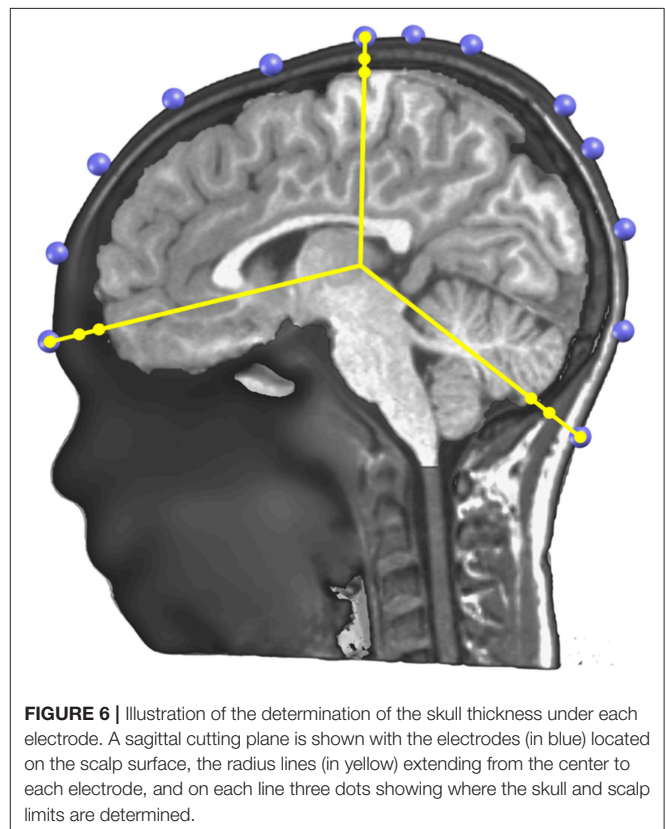 FIGURE 6 | Illustration of the determination of the skull thickness under each
electrode. A sagittal cutting plane is shown with the electrodes (in blue) located
on the scalp surface, the radius lines (in yellow) extending from the center to
each electrode, and on each line three dots showing where the skull and scalp
limits are determined.